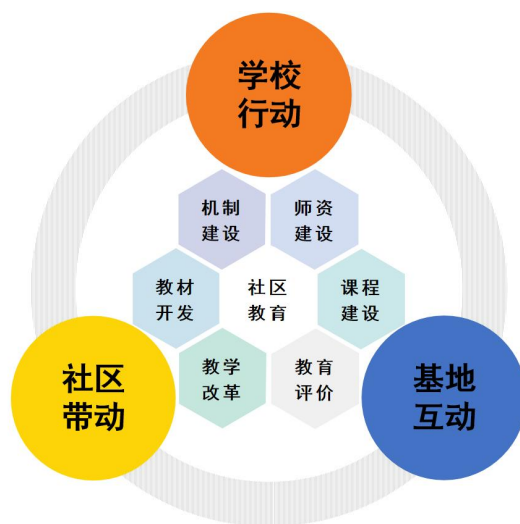 学校
行动
机制
建设
师资
建设
教材
开发
社区
教育
课程
建设
教学
改革
教育
评价
社区
带动
基地
互动